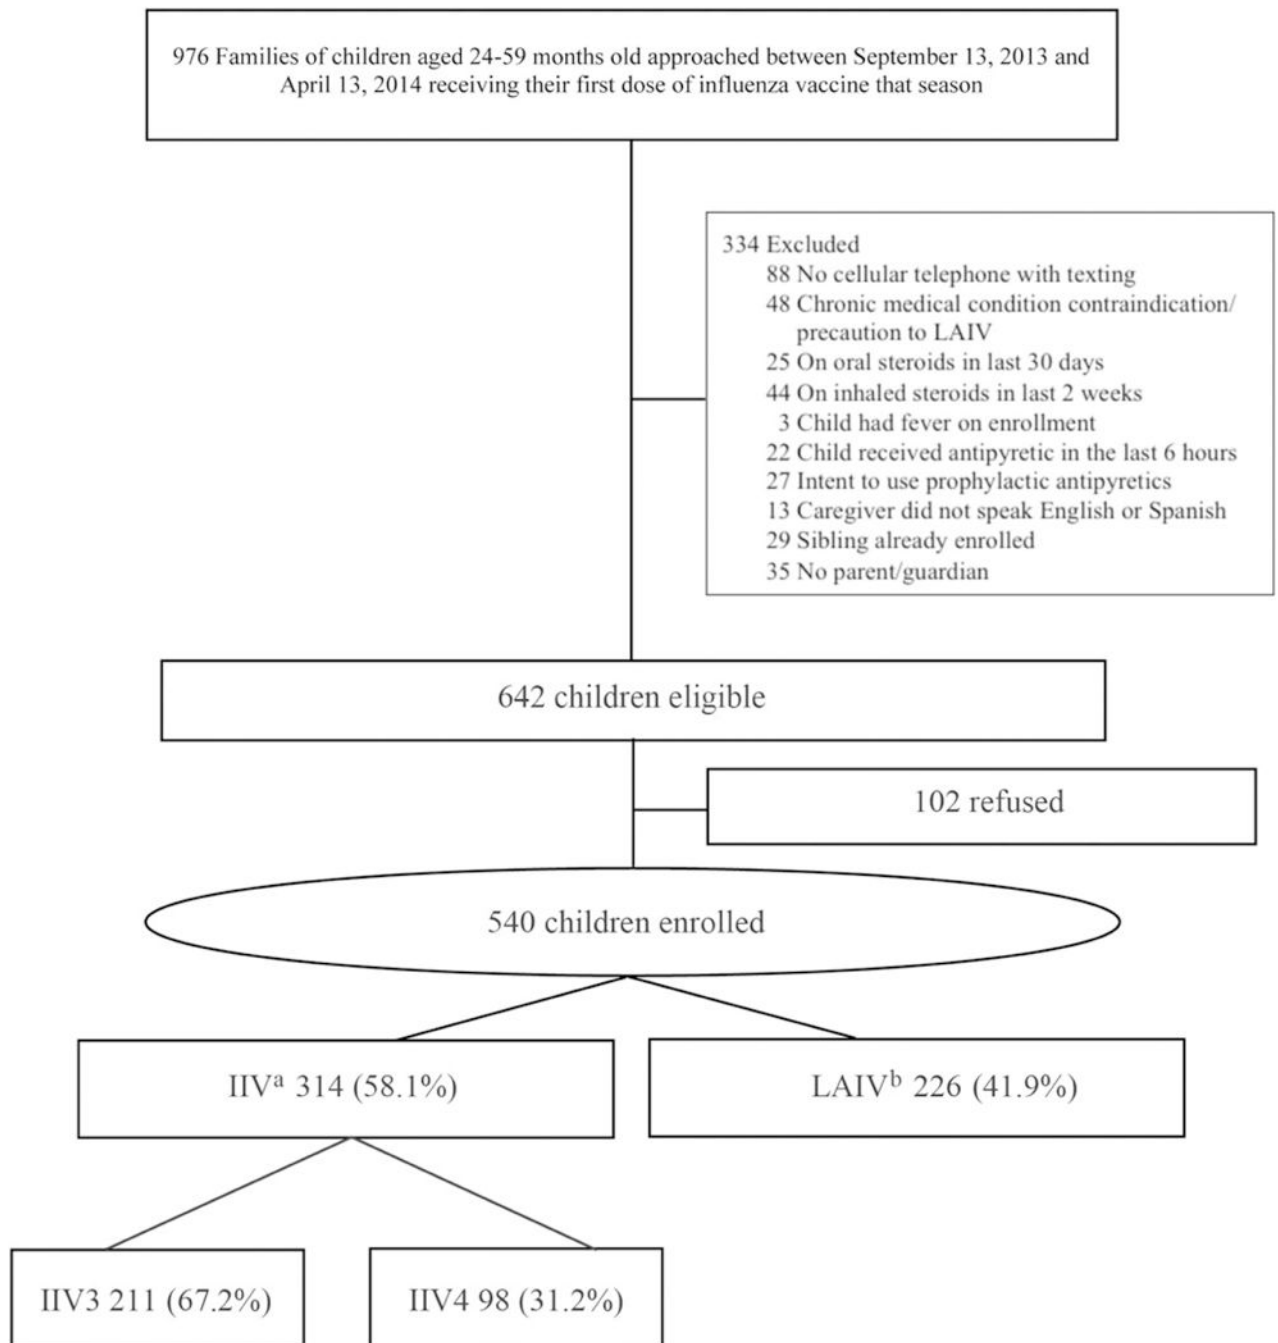 976 Families of children aged 24-59 months old approached between September 13, 2013 and
April 13, 2014 receiving their first dose of influenza vaccine that season
334 Excluded
88 No cellular telephone with texting
48 Chronic medical condition contraindication/
precaution to LAIV
25 On oral steroids in last 30 days
44 On inhaled steroids in last 2 weeks
3 Child had fever on enrollment
22 Child received antipyretic in the last 6 hours
27 Intent to use prophylactic antipyretics
13 Caregiver did not speak English or Spanish
29 Sibling already enrolled
35 No parent/guardian
642 children eligible
102 refused
540 children enrolled
IIVᵃ 314 (58.1%)
LAIVᵇ 226 (41.9%)
IIV3 211 (67.2%)
IIV4 98 (31.2%)